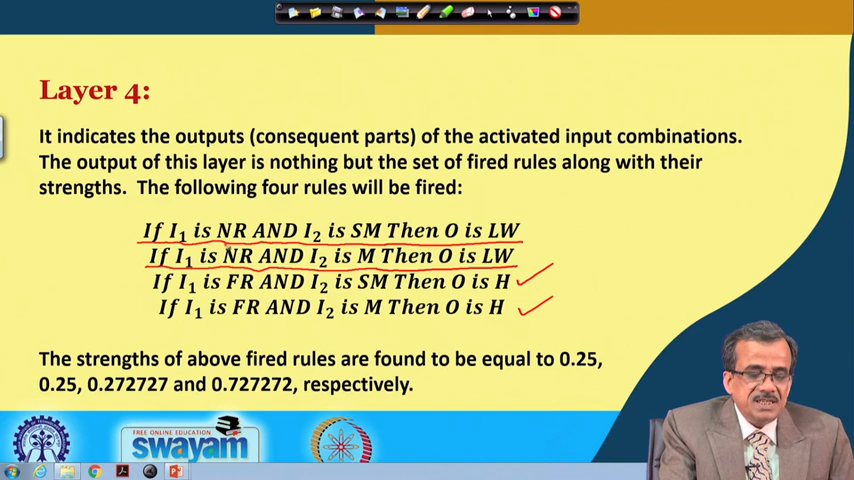 Layer 4:
It indicates the outputs (consequent parts) of the activated input combinations.
The output of this layer is nothing but the set of fired rules along with their
strengths. The following four rules will be fired:
If I₁ is NR AND I₂ is SM Then O is LW
If I₁ is NR AND I₂ is M Then O is LW
If I₁ is FR AND I₂ is SM Then O is H
If I₁ is FR AND I₂ is M Then O is H
The strengths of above fired rules are found to be equal to 0.25,
0.25, 0.272727 and 0.727272, respectively.
FREE ONLINE EDUCATION
swayam